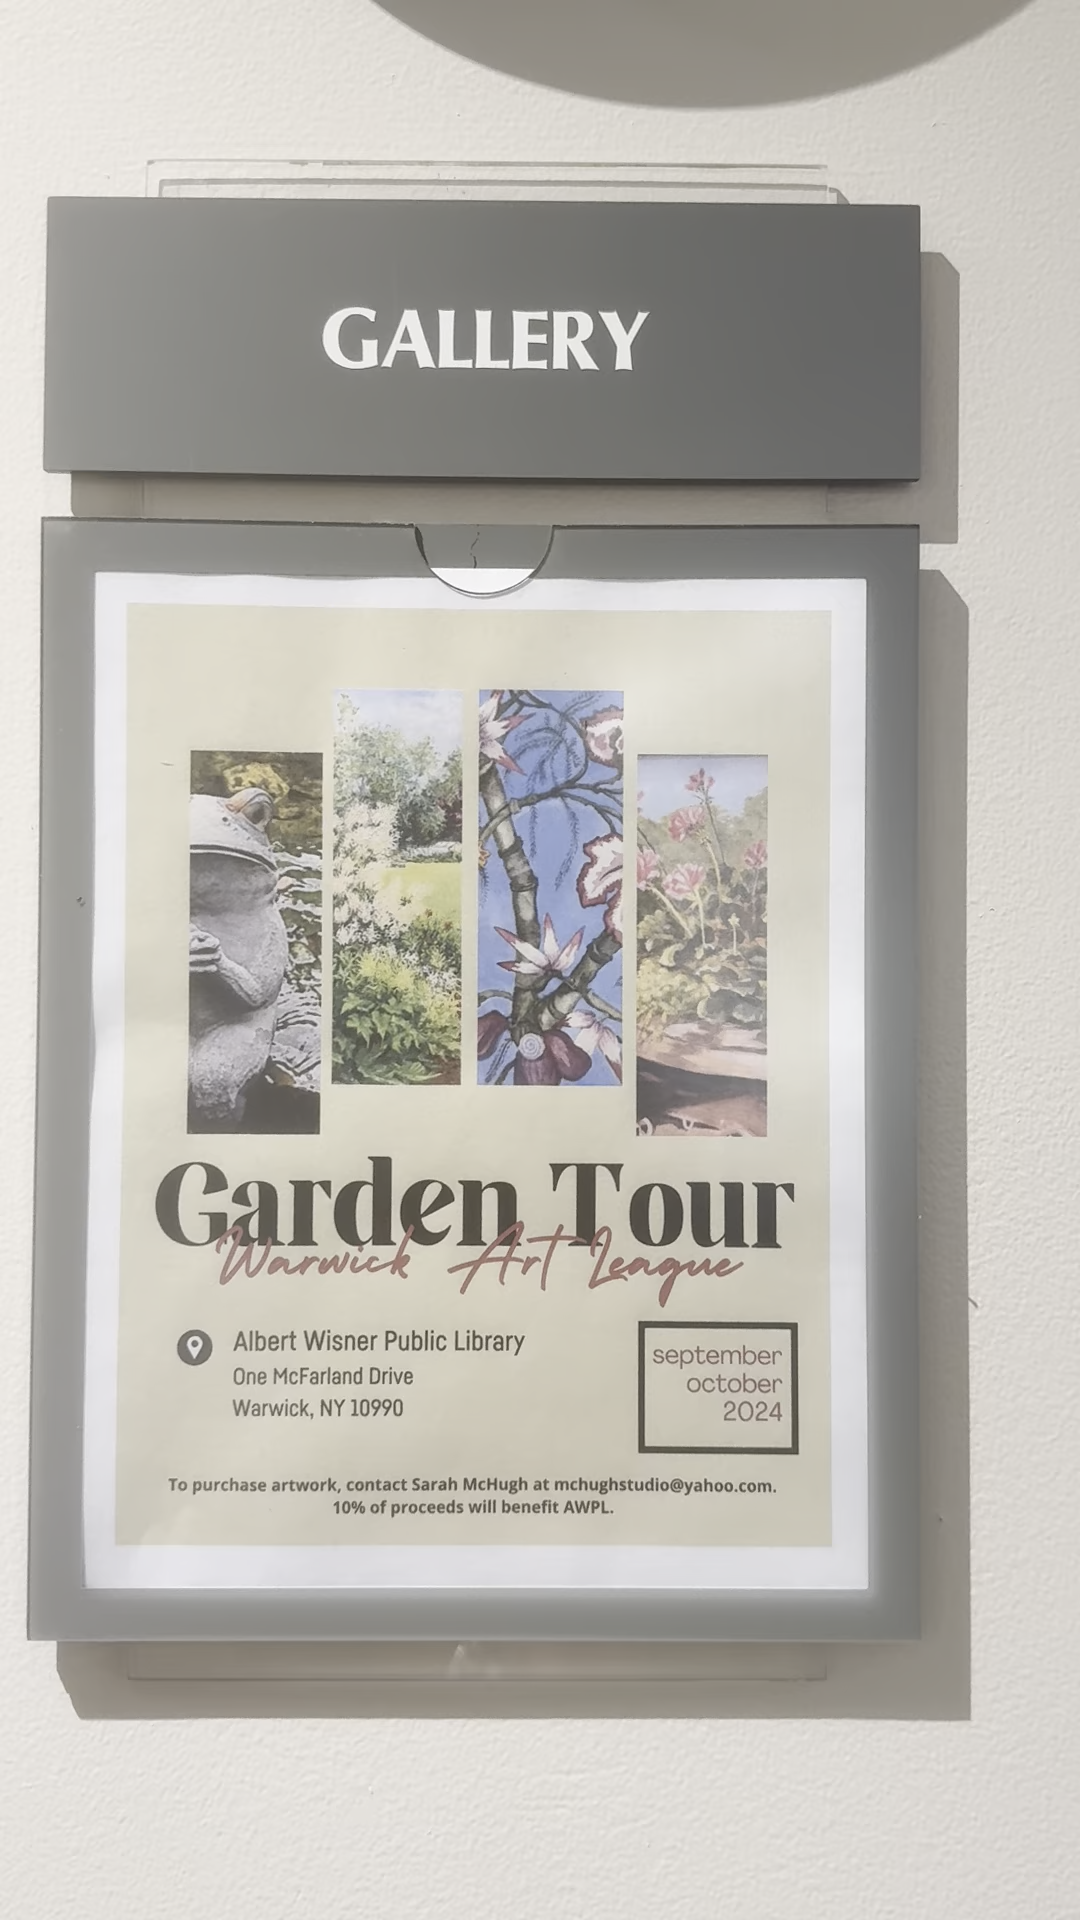 GALLERY
Garden Tour
Warwick Art League
Albert Wisner Public Library
One McFarland Drive
Warwick, NY 10990
september
october
2024
To purchase artwork, contact Sarah McHugh at mchughstudio@yahoo.com.
10% of proceeds will benefit AWPL.